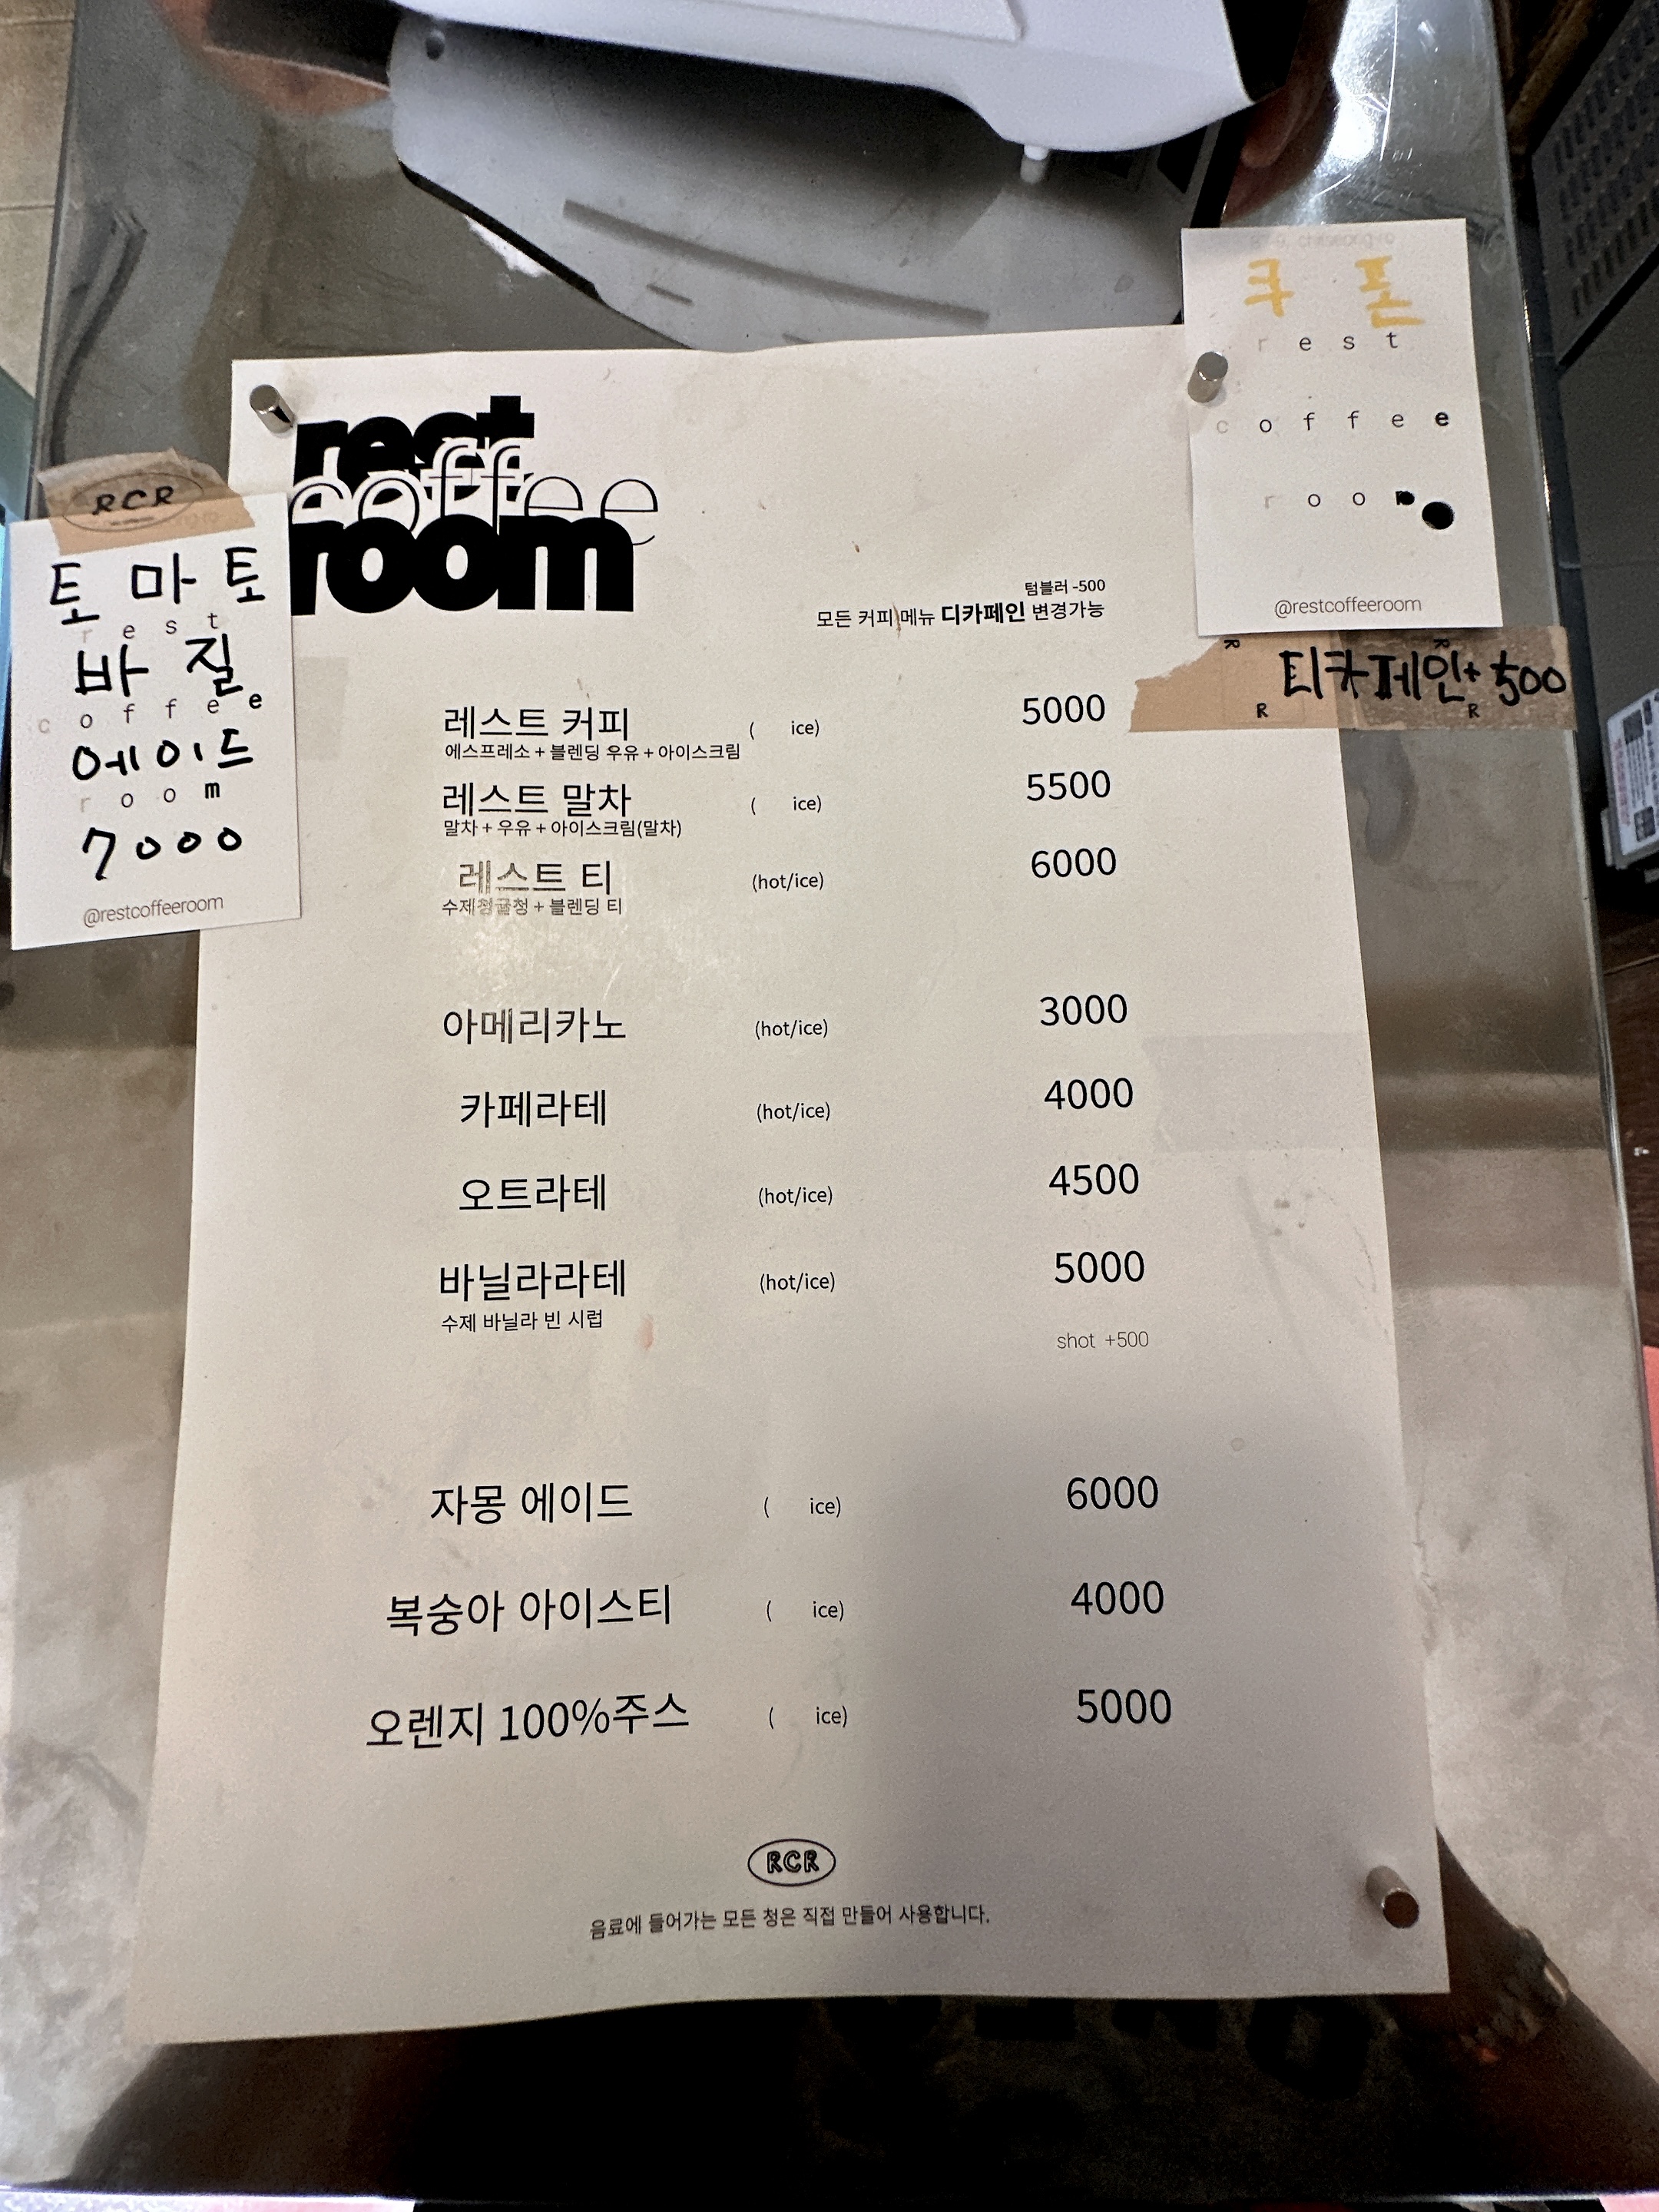 rest
coffee
room
텀블러 -500
모든 커피 메뉴 디카페인 변경가능
레스트 커피 ( ice) 5000
에스프레소 + 블렌딩 우유 + 아이스크림
레스트 말차 ( ice) 5500
말차 + 우유 + 아이스크림(말차)
레스트 티 (hot/ice) 6000
수제청귤청 + 블렌딩 티
아메리카노 (hot/ice) 3000
카페라테 (hot/ice) 4000
오트라테 (hot/ice) 4500
바닐라라테 (hot/ice) 5000
수제 바닐라 빈 시럽
shot +500
자몽 에이드 ( ice) 6000
복숭아 아이스티 ( ice) 4000
오렌지 100%주스 ( ice) 5000
RCR
음료에 들어가는 모든 청은 직접 만들어 사용합니다.
RCR
토마토
rest
바질
coffee
에이드
room
7000
@restcoffeeroom
쿠폰
rest
coffee
room
@restcoffeeroom
디카페인+500
R
R
R
R